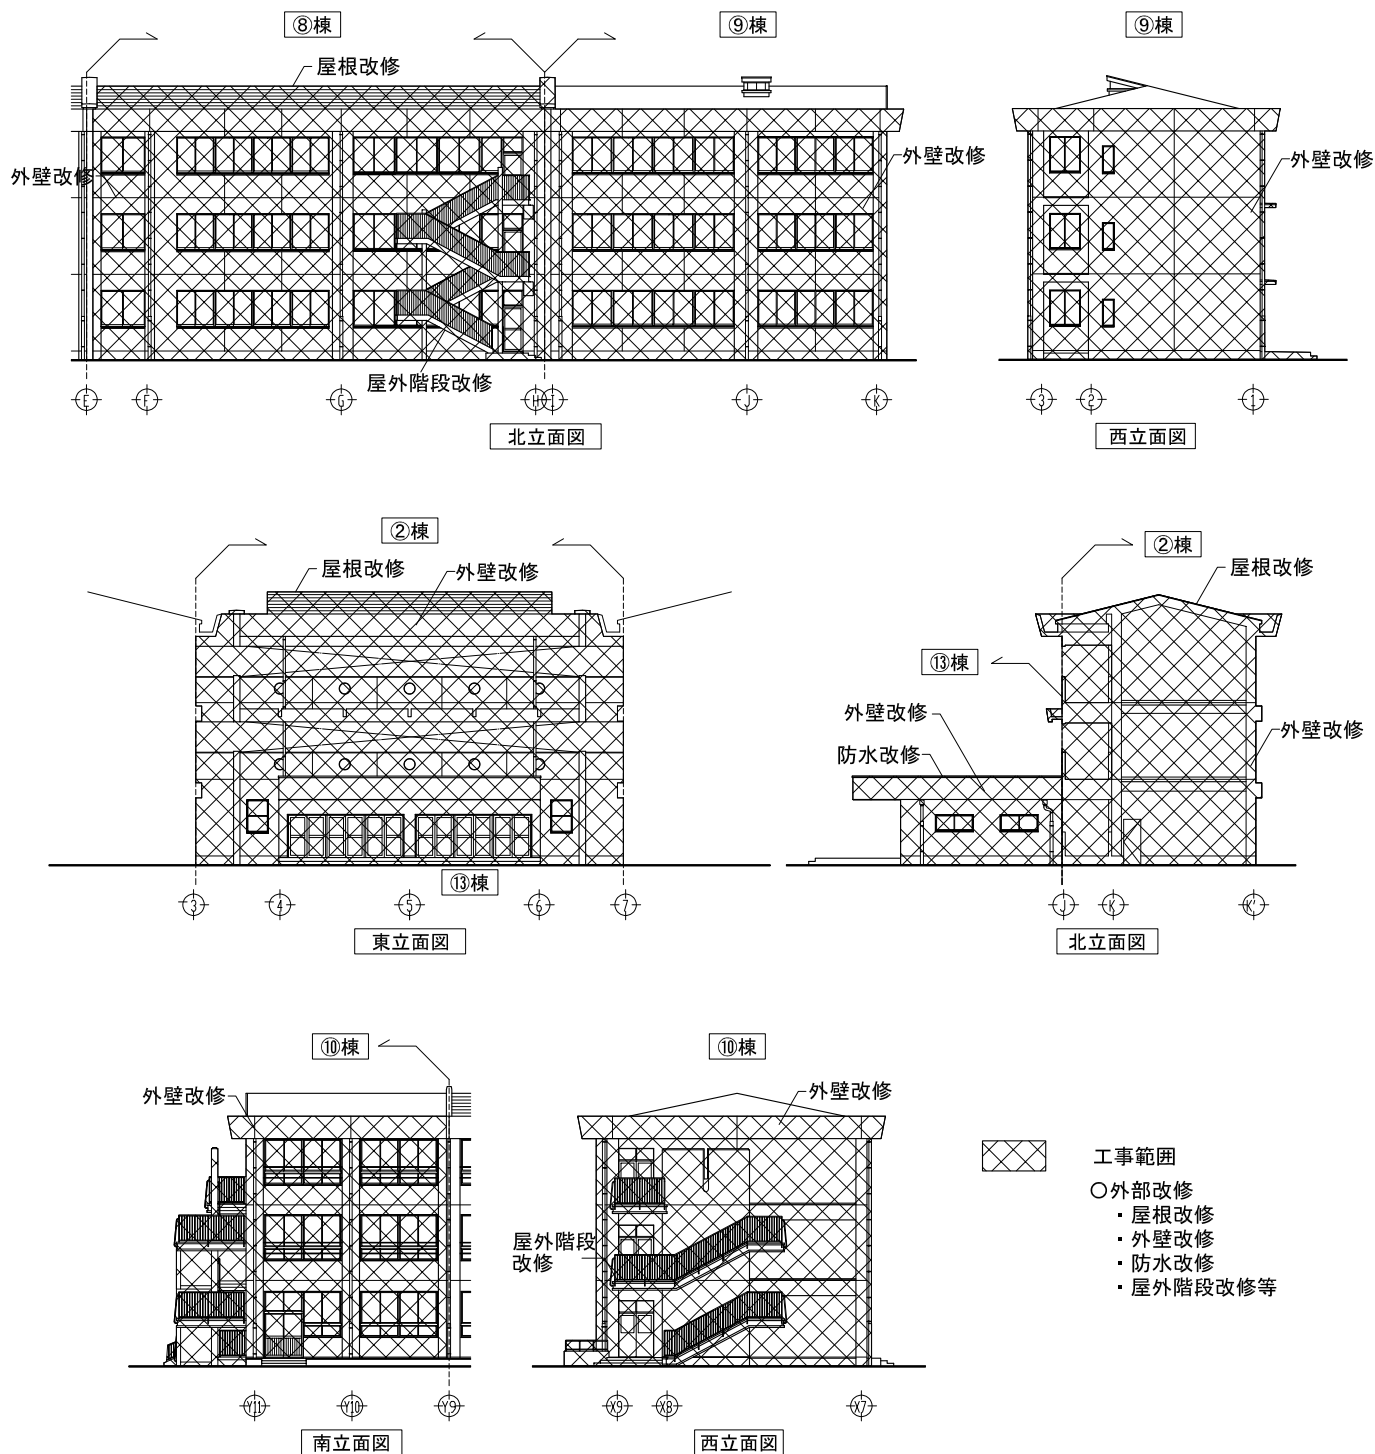 ⑧棟
⑨棟
⑨棟
屋根改修
外壁改修
外壁改修
外壁改修
屋外階段改修
E
F
G
H
I
J
K
3
2
1
北立面図
西立面図
②棟
②棟
屋根改修
外壁改修
屋根改修
⑬棟
外壁改修
外壁改修
防水改修
⑬棟
3
4
5
6
7
J
K
K'
東立面図
北立面図
⑩棟
⑩棟
外壁改修
外壁改修
屋外階段
改修
工事範囲
○外部改修
・屋根改修
・外壁改修
・防水改修
・屋外階段改修等
Y11
Y10
Y9
X9
X8
X7
南立面図
西立面図